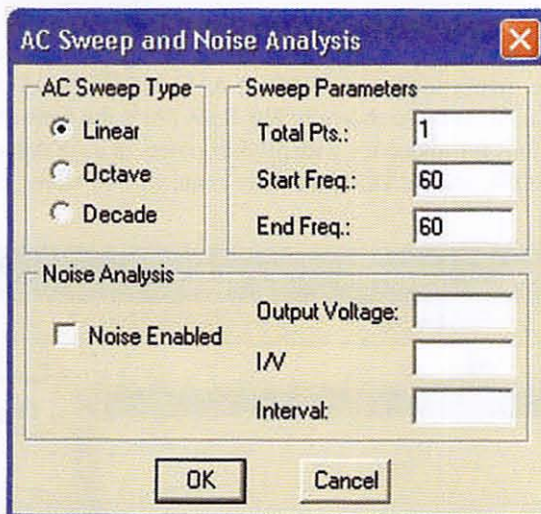 AC Sweep and Noise Analysis
AC Sweep Type
Linear
Octave
Decade
Sweep Parameters
Total Pts.: 1
Start Freq.: 60
End Freq.: 60
Noise Analysis
Noise Enabled
Output Voltage:
I/V
Interval:
OK
Cancel